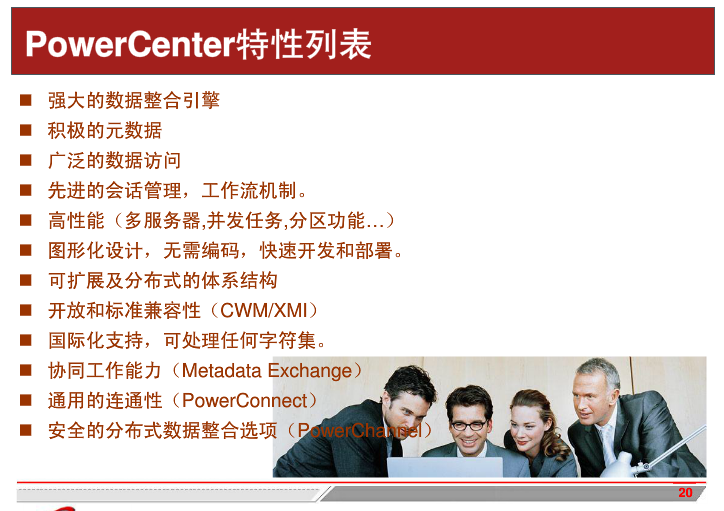 PowerCenter特性列表
强大的数据整合引擎
积极的元数据
广泛的数据访问
先进的会话管理，工作流机制。
高性能（多服务器,并发任务,分区功能…）
图形化设计，无需编码，快速开发和部署。
可扩展及分布式的体系结构
开放和标准兼容性（CWM/XMI）
国际化支持，可处理任何字符集。
协同工作能力（Metadata Exchange）
通用的连通性（PowerConnect）
安全的分布式数据整合选项（PowerChannel）
20